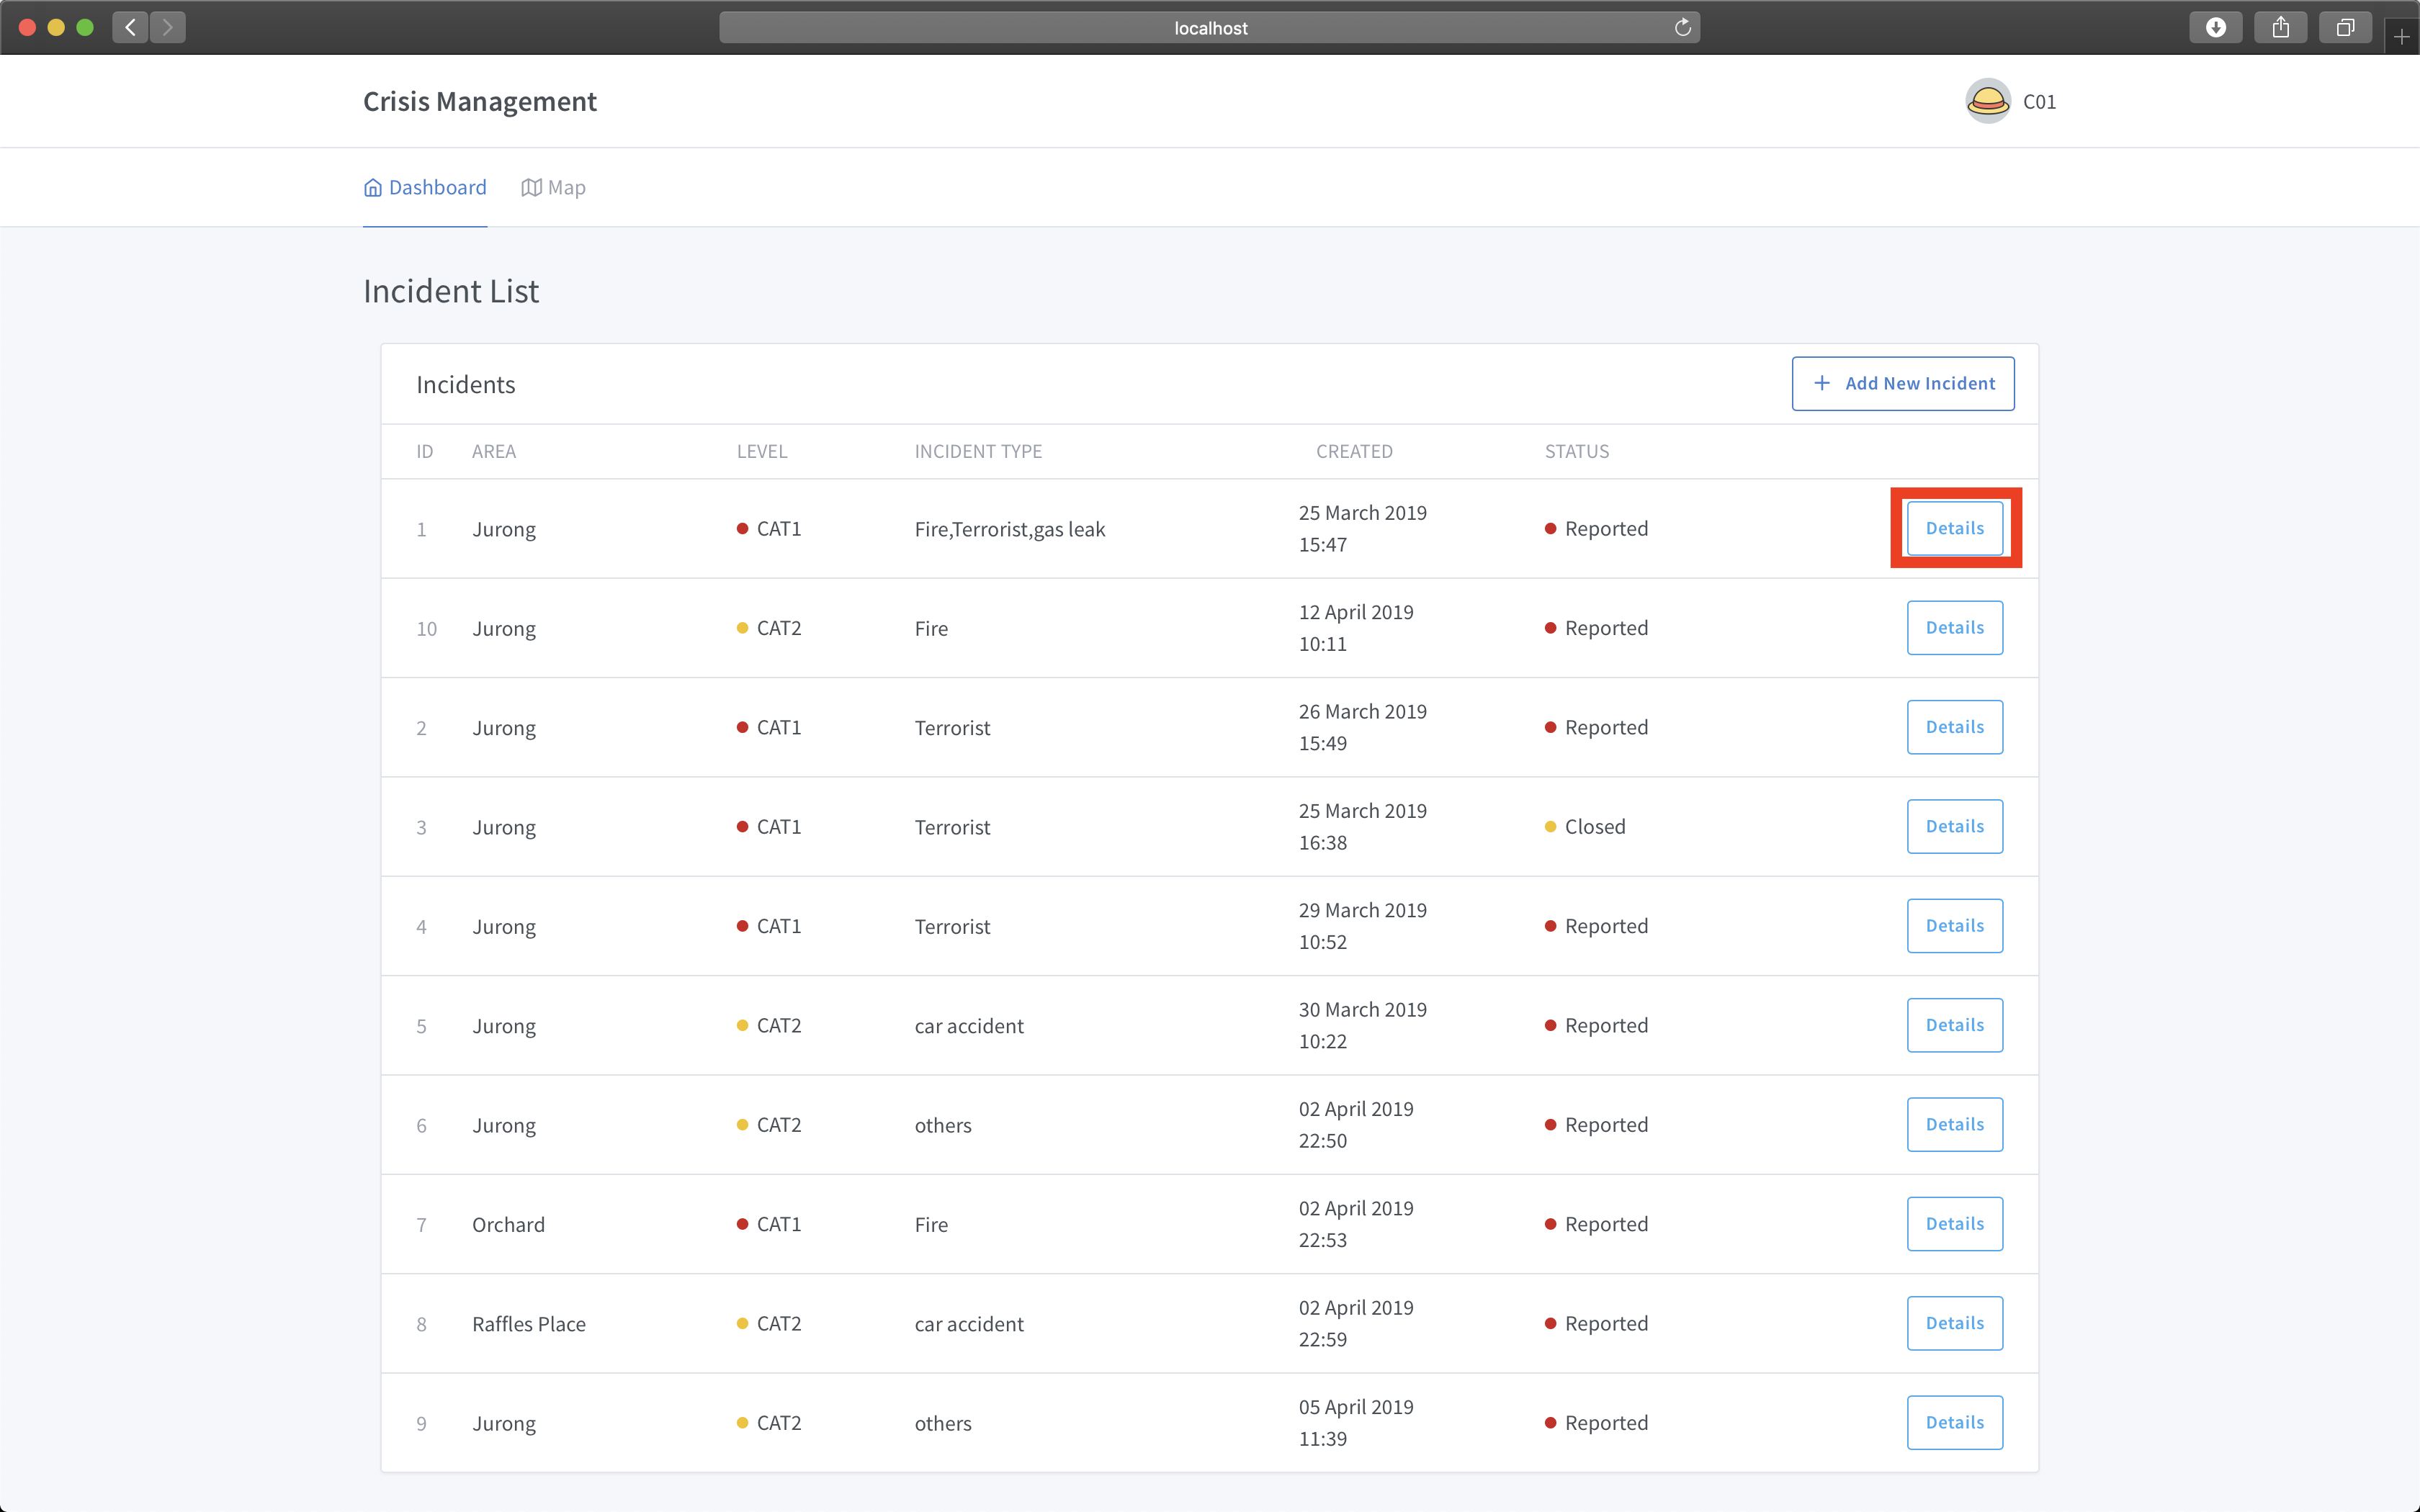 localhost
Crisis Management
C01
Dashboard Map
Incident List
Incidents
Add New Incident
ID AREA LEVEL INCIDENT TYPE CREATED STATUS
1 Jurong CAT1 Fire,Terrorist,gas leak 25 March 2019 15:47 Reported Details
10 Jurong CAT2 Fire 12 April 2019 10:11 Reported Details
2 Jurong CAT1 Terrorist 26 March 2019 15:49 Reported Details
3 Jurong CAT1 Terrorist 25 March 2019 16:38 Closed Details
4 Jurong CAT1 Terrorist 29 March 2019 10:52 Reported Details
5 Jurong CAT2 car accident 30 March 2019 10:22 Reported Details
6 Jurong CAT2 others 02 April 2019 22:50 Reported Details
7 Orchard CAT1 Fire 02 April 2019 22:53 Reported Details
8 Raffles Place CAT2 car accident 02 April 2019 22:59 Reported Details
9 Jurong CAT2 others 05 April 2019 11:39 Reported Details